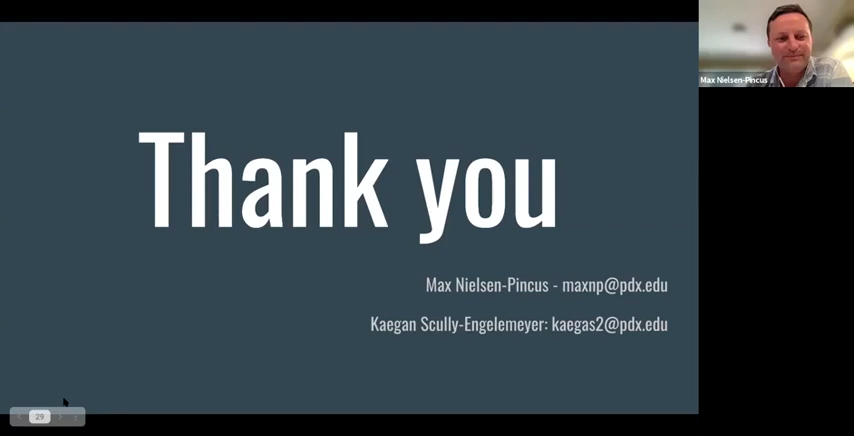 Max Nielsen-Pincus
Thank you
Max Nielsen-Pincus - maxnp@pdx.edu
Kaegan Scully-Engelemeyer: kaegas2@pdx.edu
29